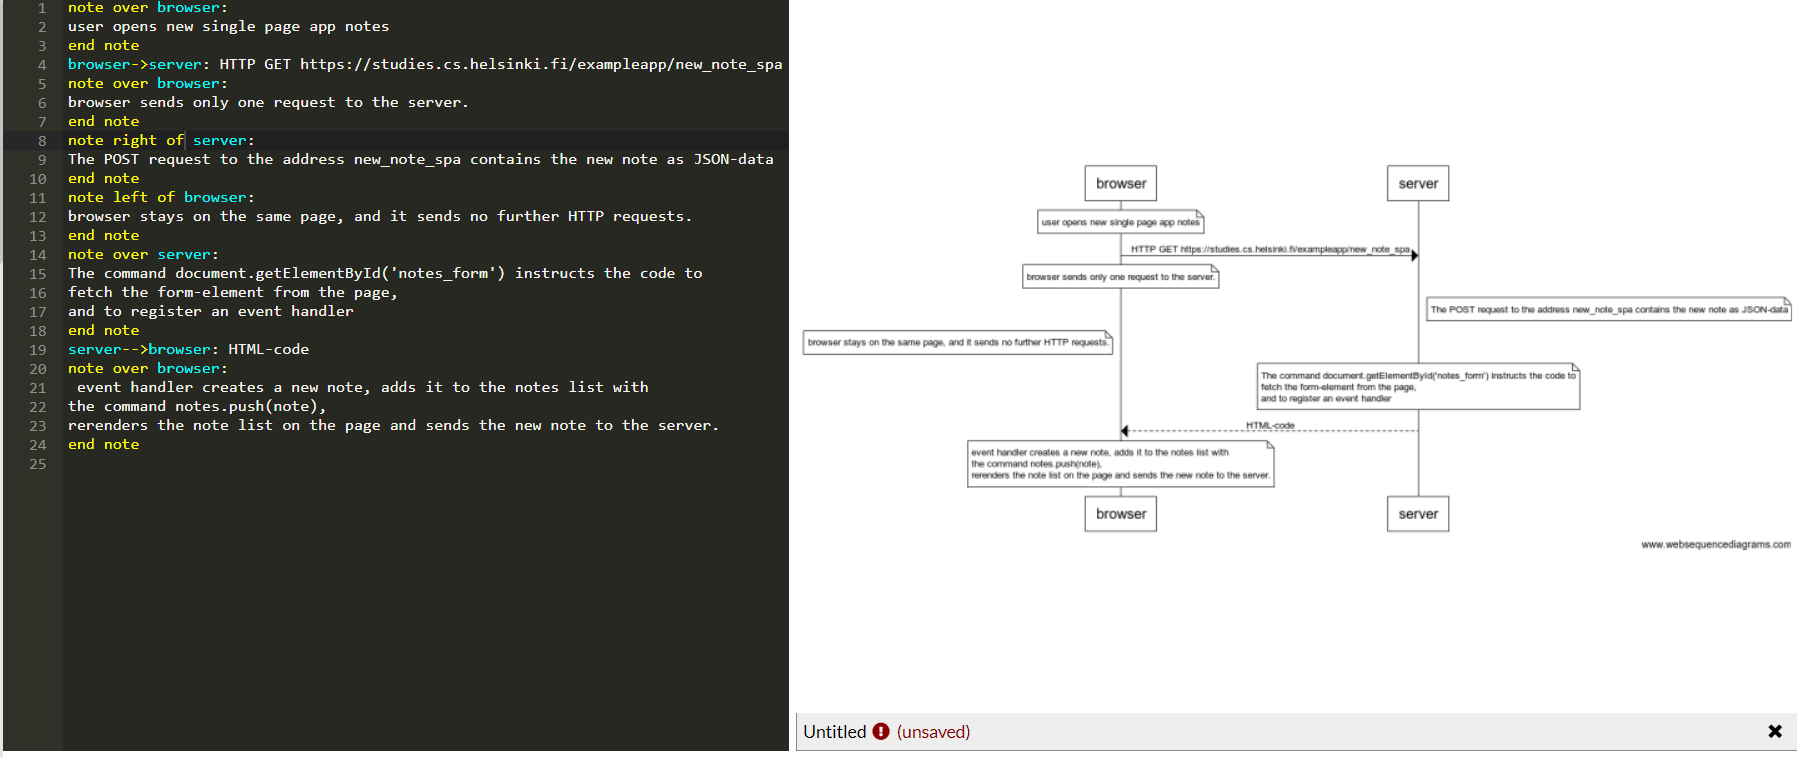 1 note over browser:
2 user opens new single page app notes
3 end note
4 browser->server: HTTP GET https://studies.cs.helsinki.fi/exampleapp/new_note_spa
5 note over browser:
6 browser sends only one request to the server.
7 end note
8 note right of server:
9 The POST request to the address new_note_spa contains the new note as JSON-data
10 end note
11 note left of browser:
12 browser stays on the same page, and it sends no further HTTP requests.
13 end note
14 note over server:
15 The command document.getElementById('notes_form') instructs the code to
16 fetch the form-element from the page,
17 and to register an event handler
18 end note
19 server-->browser: HTML-code
20 note over browser:
21  event handler creates a new note, adds it to the notes list with
22 the command notes.push(note),
23 rerenders the note list on the page and sends the new note to the server.
24 end note
25
browser
server
user opens new single page app notes
HTTP GET https://studies.cs.helsinki.fi/exampleapp/new_note_spa
browser sends only one request to the server.
The POST request to the address new_note_spa contains the new note as JSON-data
browser stays on the same page, and it sends no further HTTP requests.
The command document.getElementById('notes_form') instructs the code to
fetch the form-element from the page,
and to register an event handler
HTML-code
event handler creates a new note, adds it to the notes list with
the command notes.push(note),
rerenders the note list on the page and sends the new note to the server.
browser
server
www.websequencediagrams.com
Untitled ! (unsaved)